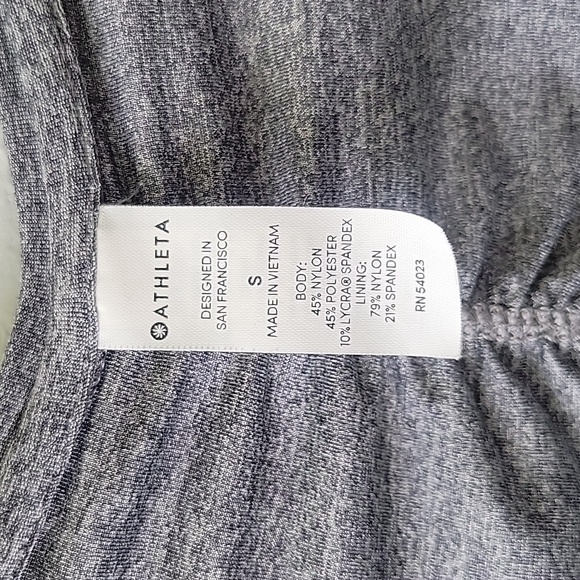 ATHLETA
DESIGNED IN
SAN FRANCISCO
S
MADE IN VIETNAM
BODY:
45% NYLON
45% POLYESTER
10% LYCRA® SPANDEX
LINING:
79% NYLON
21% SPANDEX
RN 54023